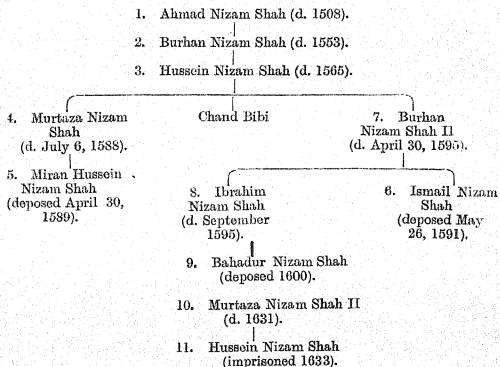 1. Ahmad Nizam Shah (d. 1508).
2. Burhan Nizam Shah (d. 1553).
3. Hussein Nizam Shah (d. 1565).
4. Murtaza Nizam
Shah
(d. July 6, 1588).
5. Miran Hussein
Nizam Shah
(deposed April 30,
1589).
Chand Bibi
7. Burhan
Nizam Shah II
(d. April 30, 1595).
8. Ibrahim
Nizam Shah
(d. September
1595).
6. Ismail Nizam
Shah
(deposed May
26, 1591).
9. Bahadur Nizam Shah
(deposed 1600).
10. Murtaza Nizam Shah II
(d. 1631).
11. Hussein Nizam Shah
(imprisoned 1633).